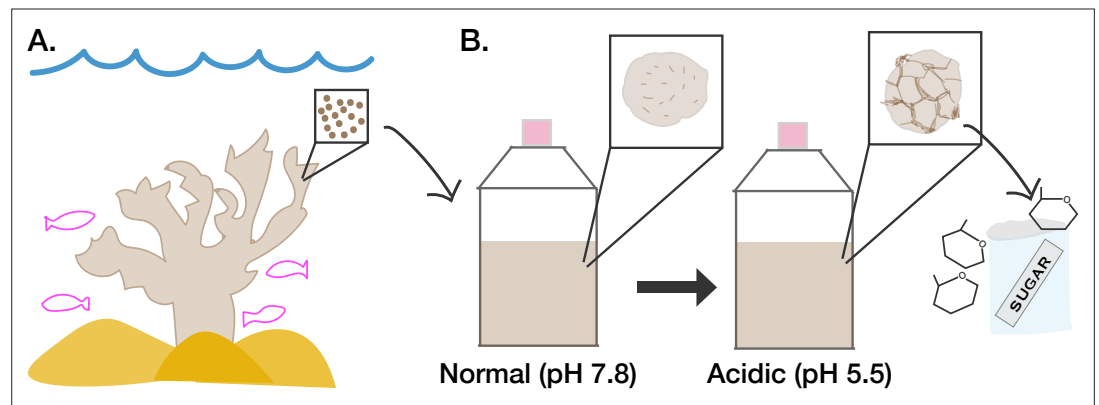 A.
B.
Normal (pH 7.8)
Acidic (pH 5.5)
O
O
O
SUGAR